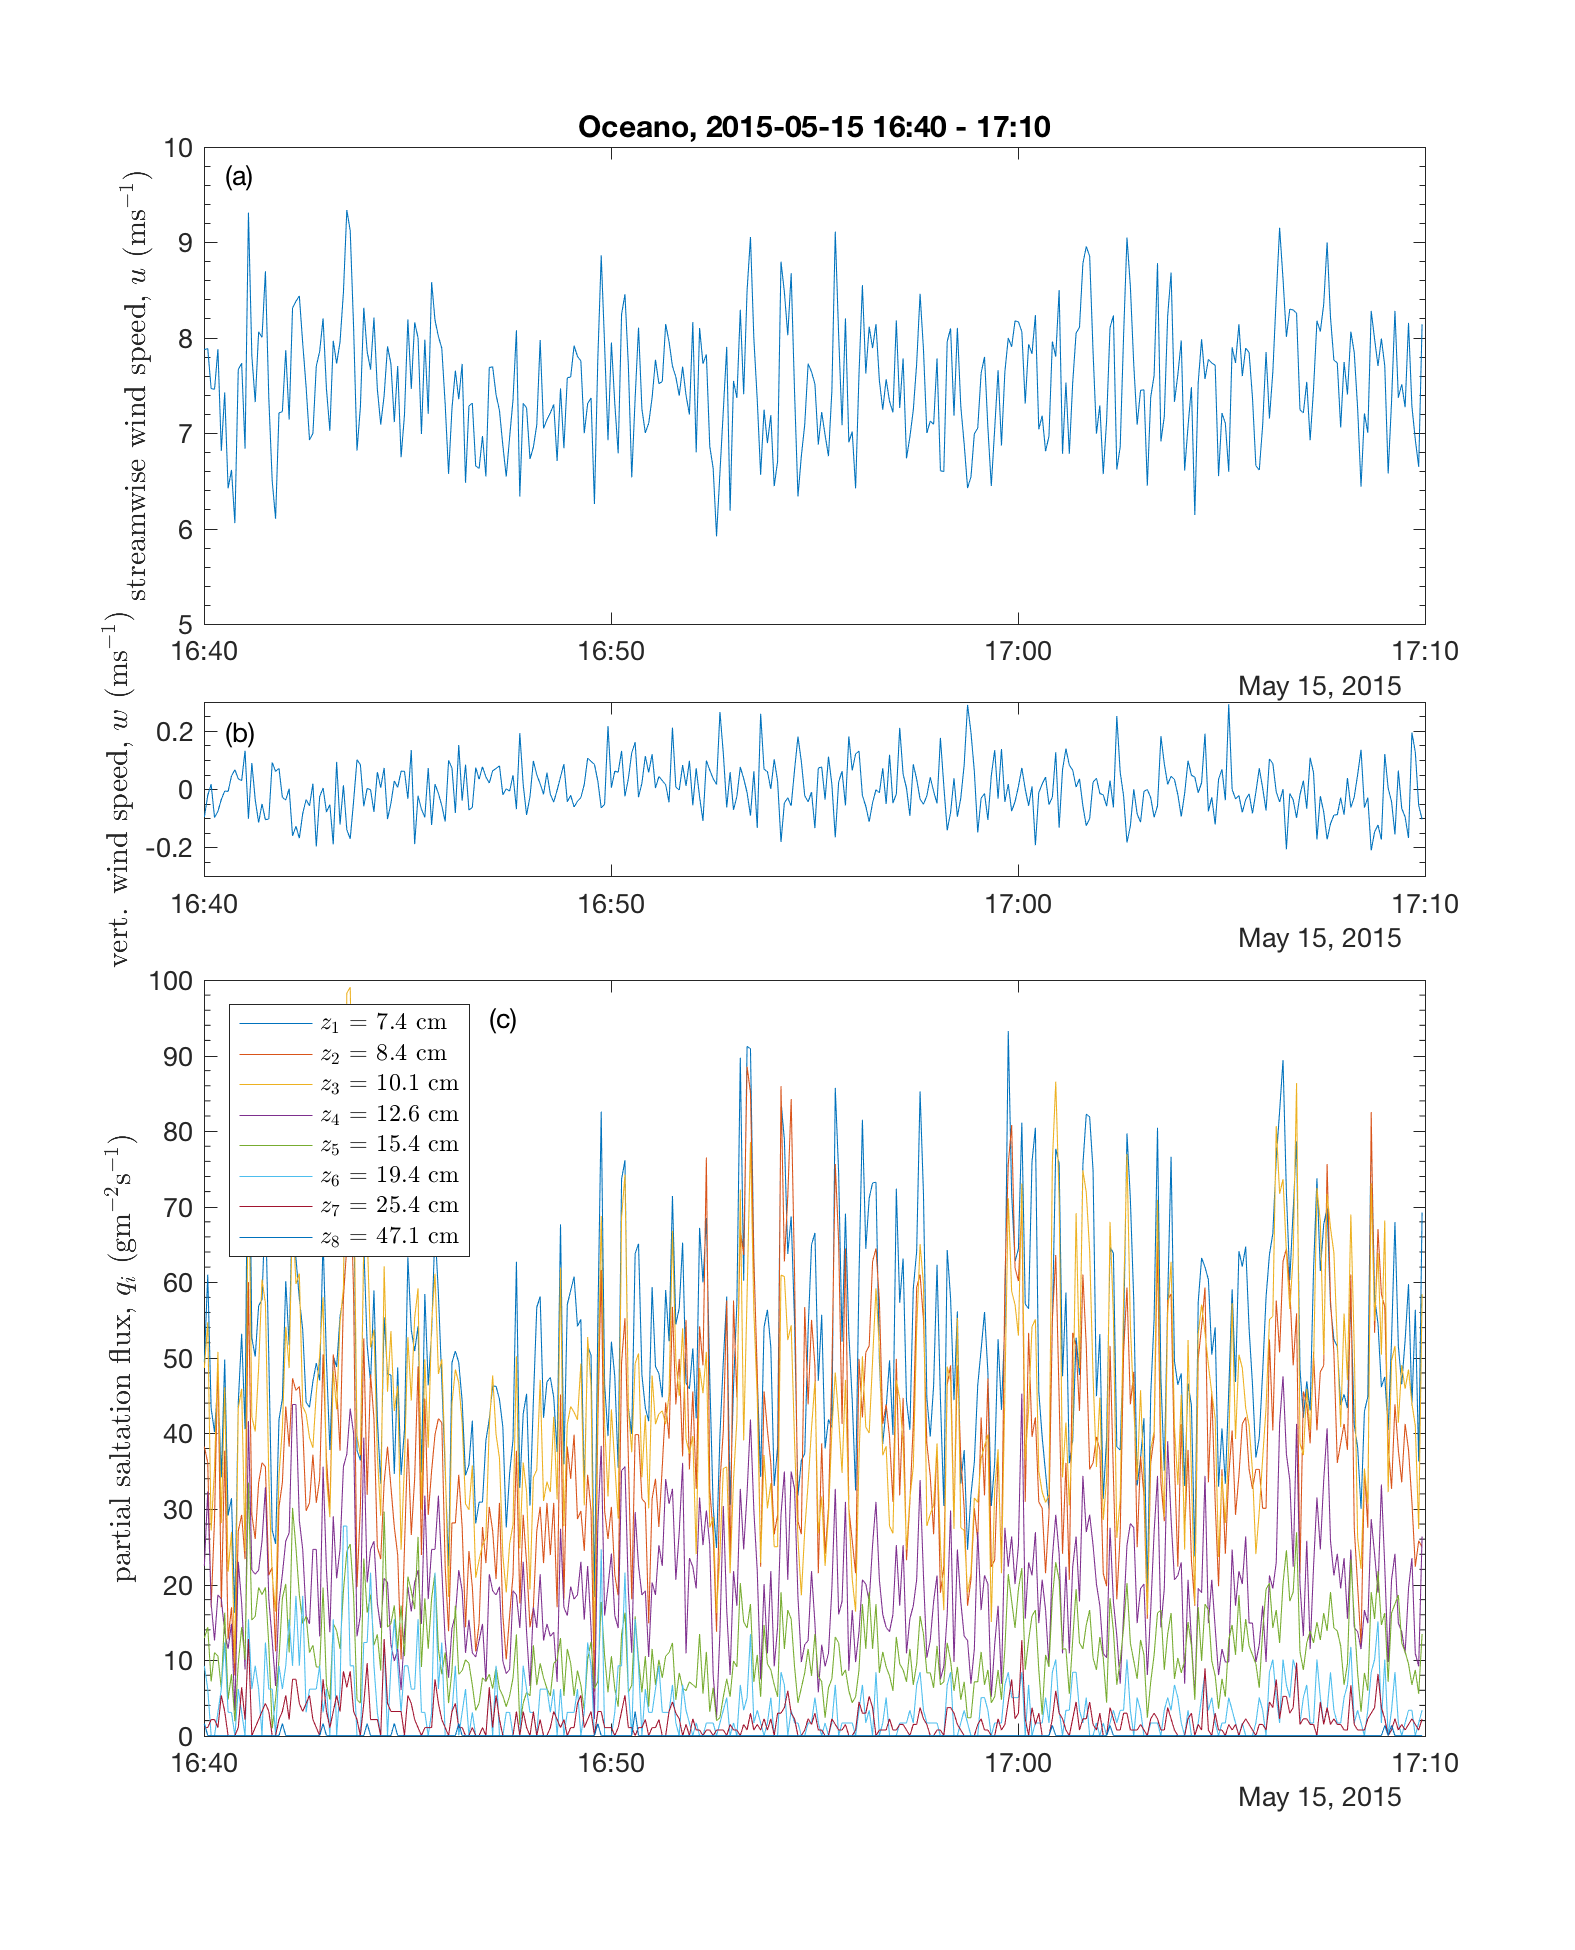 Oceano, 2015-05-15 16:40 - 17:10
(a)
streamwise wind speed, u (ms⁻¹)
10
9
8
7
6
5
16:40 16:50 17:00 17:10
May 15, 2015
(b)
vert. wind speed, w (ms⁻¹)
0.2
0
-0.2
16:40 16:50 17:00 17:10
May 15, 2015
(c)
partial saltation flux, qᵢ (gm⁻²s⁻¹)
100
90
80
70
60
50
40
30
20
10
0
z₁ = 7.4 cm
z₂ = 8.4 cm
z₃ = 10.1 cm
z₄ = 12.6 cm
z₅ = 15.4 cm
z₆ = 19.4 cm
z₇ = 25.4 cm
z₈ = 47.1 cm
16:40 16:50 17:00 17:10
May 15, 2015